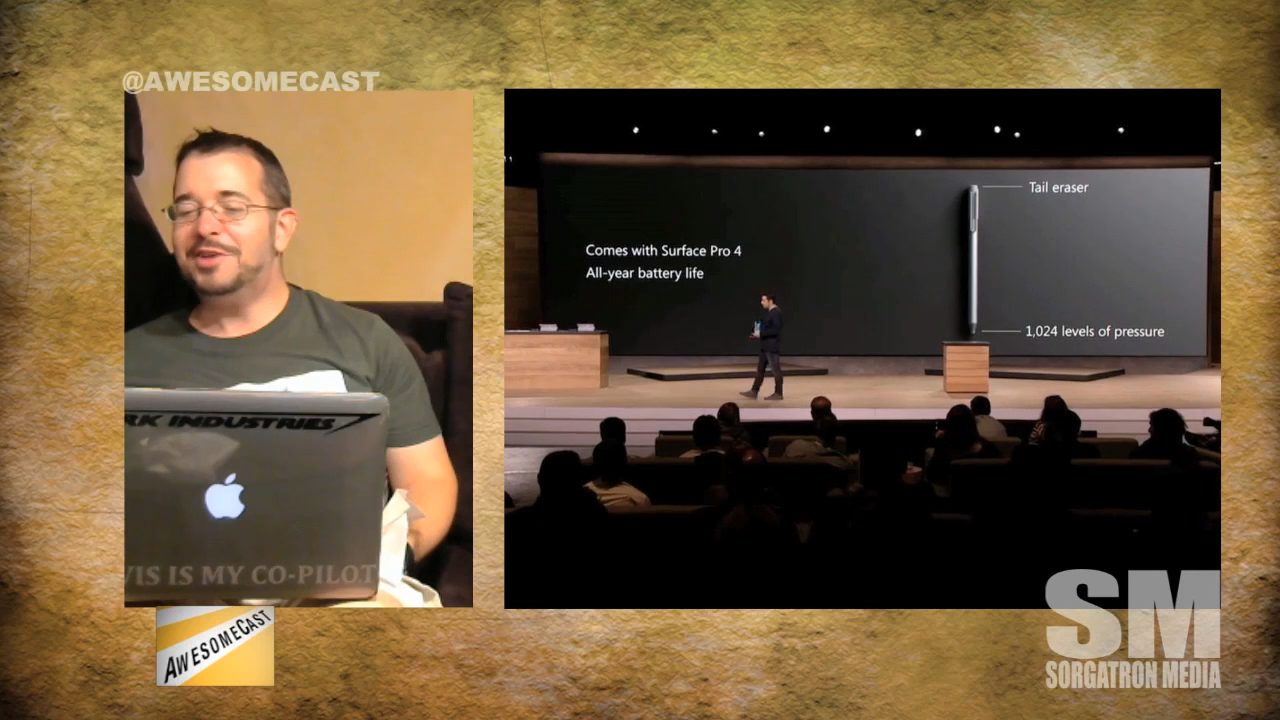 @AWESOMECAST
Tail eraser
Comes with Surface Pro 4
All-year battery life
1,024 levels of pressure
RK INDUSTRIES
VIS IS MY CO-PILOT
AWESOMECAST
SM
SORGATRON MEDIA